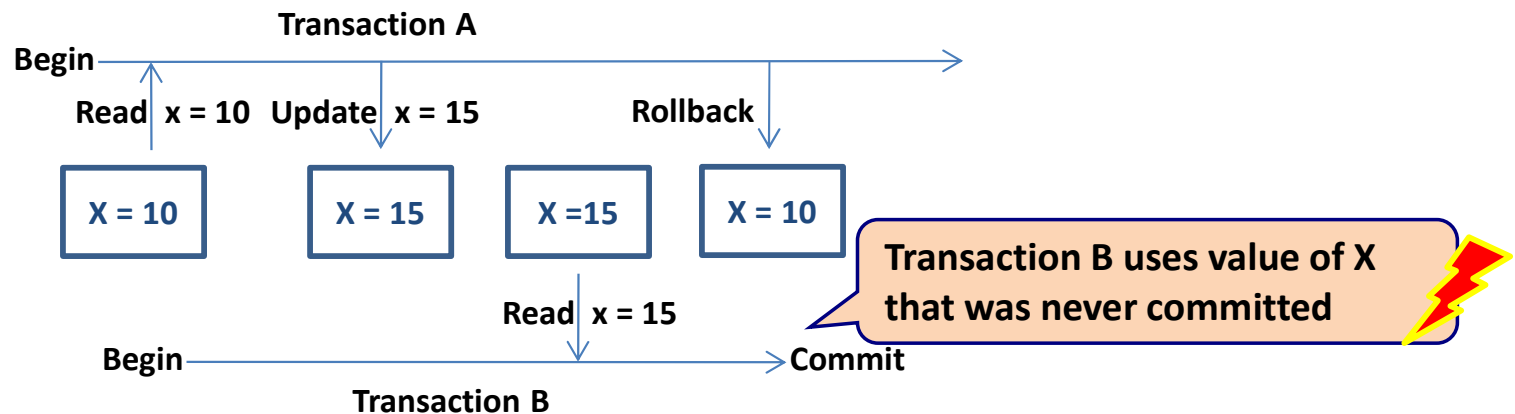 Transaction A
Begin
Read x = 10 Update x = 15 Rollback
X = 10 X = 15 X =15 X = 10
Transaction B uses value of X
that was never committed
Read x = 15
Begin Commit
Transaction B